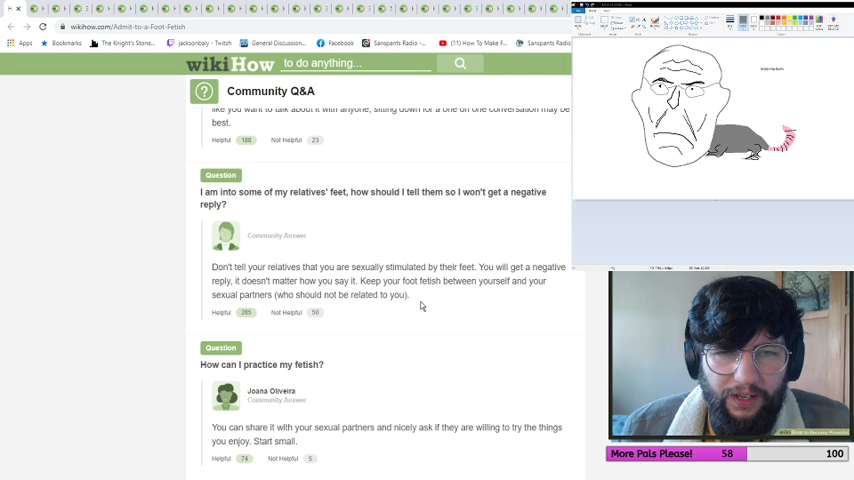 wikihow.com/Admit-to-a-Foot-Fetish
Apps
Bookmarks
The Knight's Stone...
jacksonbaly - Twitch
General Discussion...
Facebook
Sanspants Radio -...
(11) How To Make F...
Sanspants Radio
wikiHow to do anything...
Community Q&A
like you want to talk about it with anyone, sitting down for a one on one conversation may be
best.
Helpful 188 Not Helpful 23
Question
I am into some of my relatives' feet, how should I tell them so I won't get a negative
reply?
Community Answer
Don't tell your relatives that you are sexually stimulated by their feet. You will get a negative
reply, it doesn't matter how you say it. Keep your foot fetish between yourself and your
sexual partners (who should not be related to you).
Helpful 285 Not Helpful 50
Question
How can I practice my fetish?
Joana Oliveira
Community Answer
You can share it with your sexual partners and nicely ask if they are willing to try the things
you enjoy. Start small.
Helpful 74 Not Helpful 5
More Pals Please! 58 100